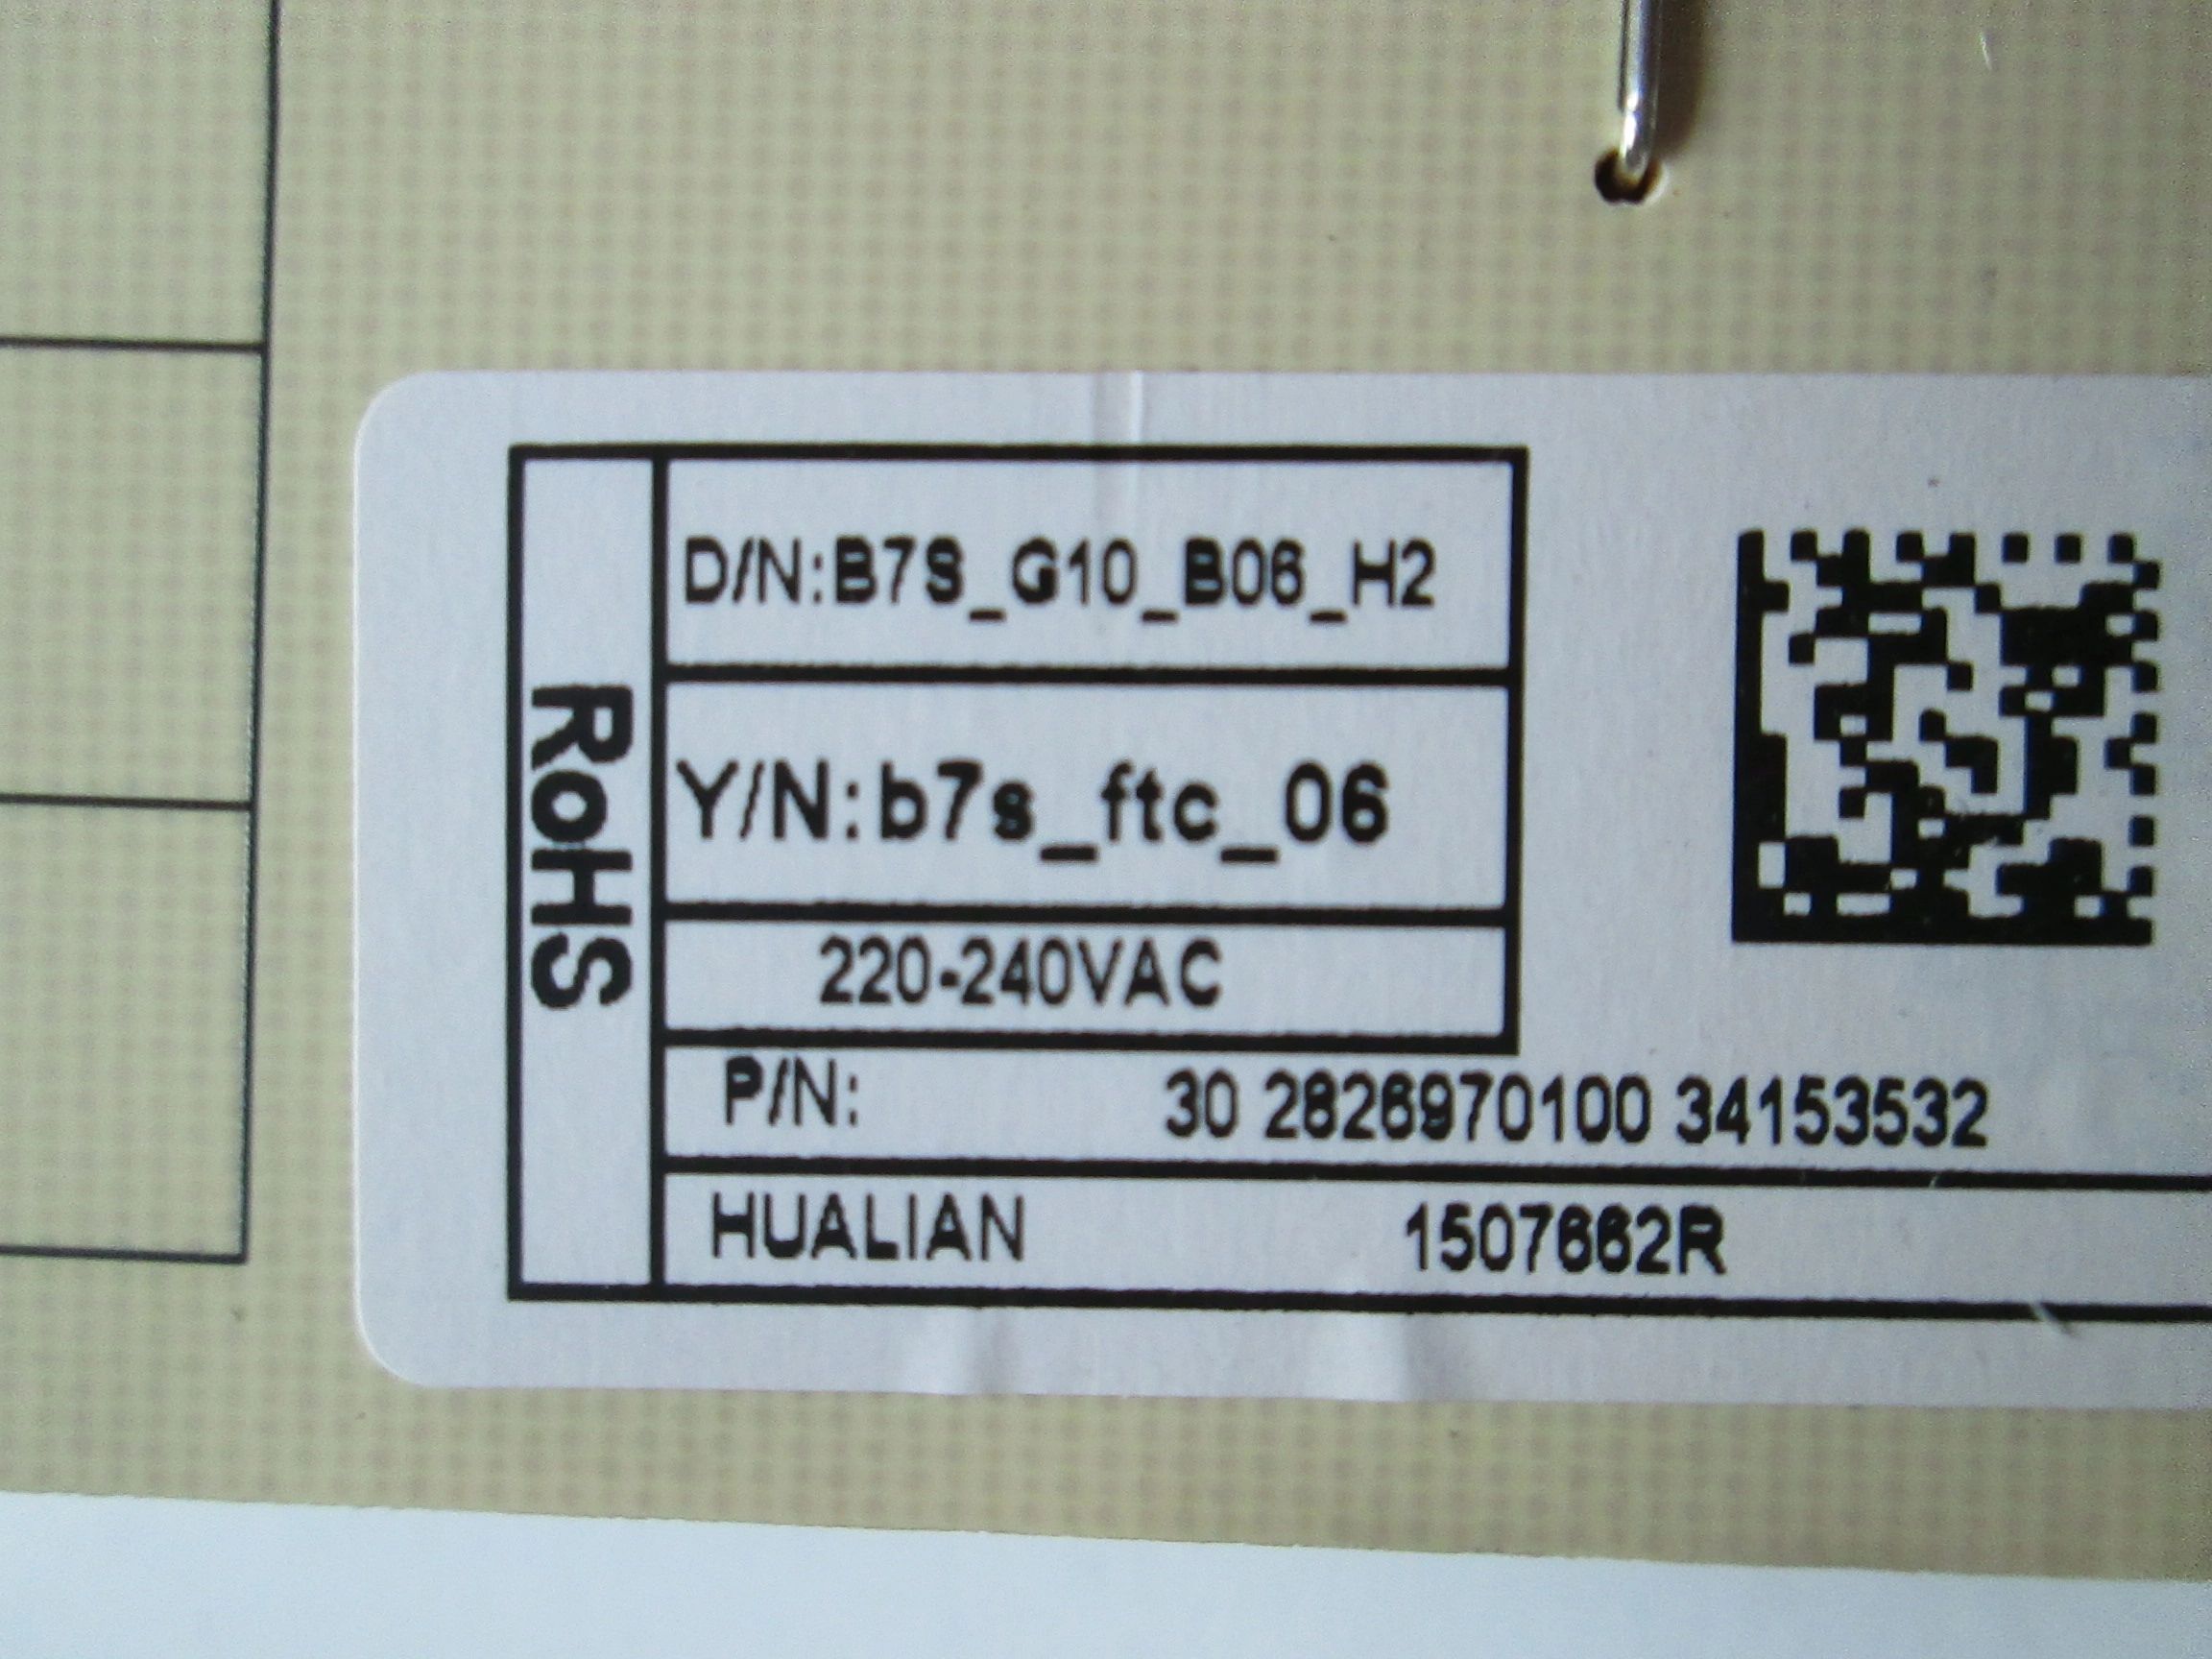 RoHS
D/N:B7S_G10_B06_H2
Y/N:b7s_ftc_06
220-240VAC
P/N: 30 2826970100 34153532
HUALIAN 1507662R